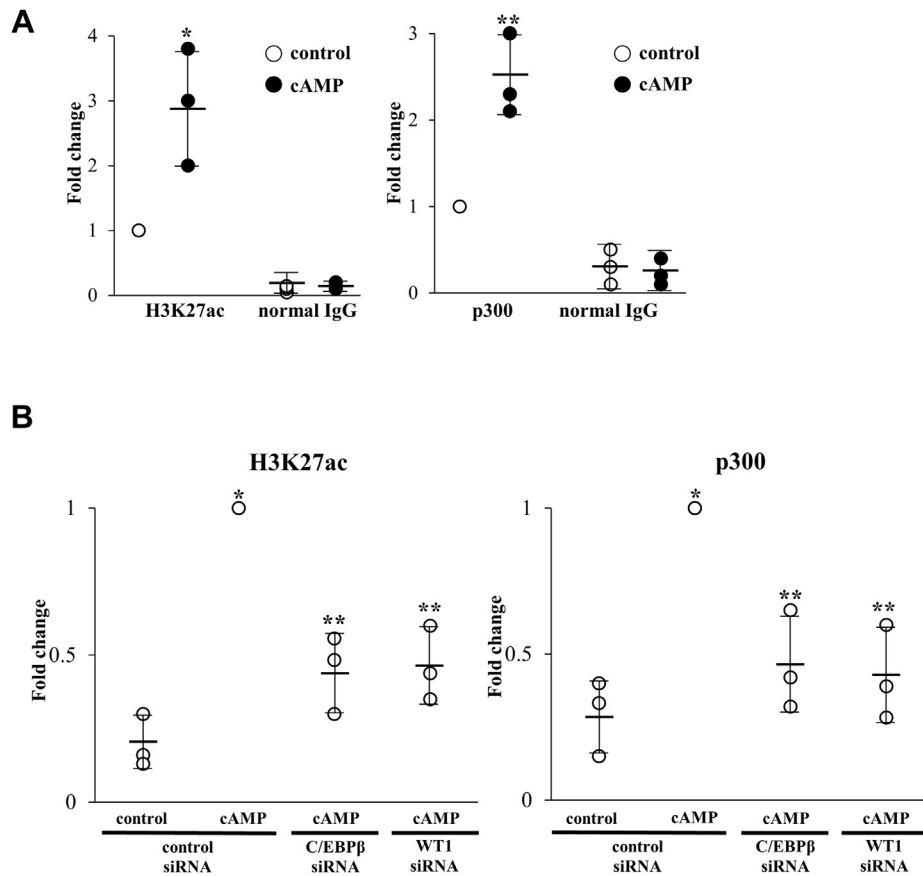 A
*
4
3
2
1
0
Fold change
control
cAMP
H3K27ac normal IgG
**
3
2
1
0
Fold change
control
cAMP
p300 normal IgG
B
H3K27ac
*
1
0.5
0
Fold change
**
**
control cAMP cAMP cAMP
control C/EBPβ WT1
siRNA siRNA siRNA
p300
*
1
0.5
0
Fold change
**
**
control cAMP cAMP cAMP
control C/EBPβ WT1
siRNA siRNA siRNA